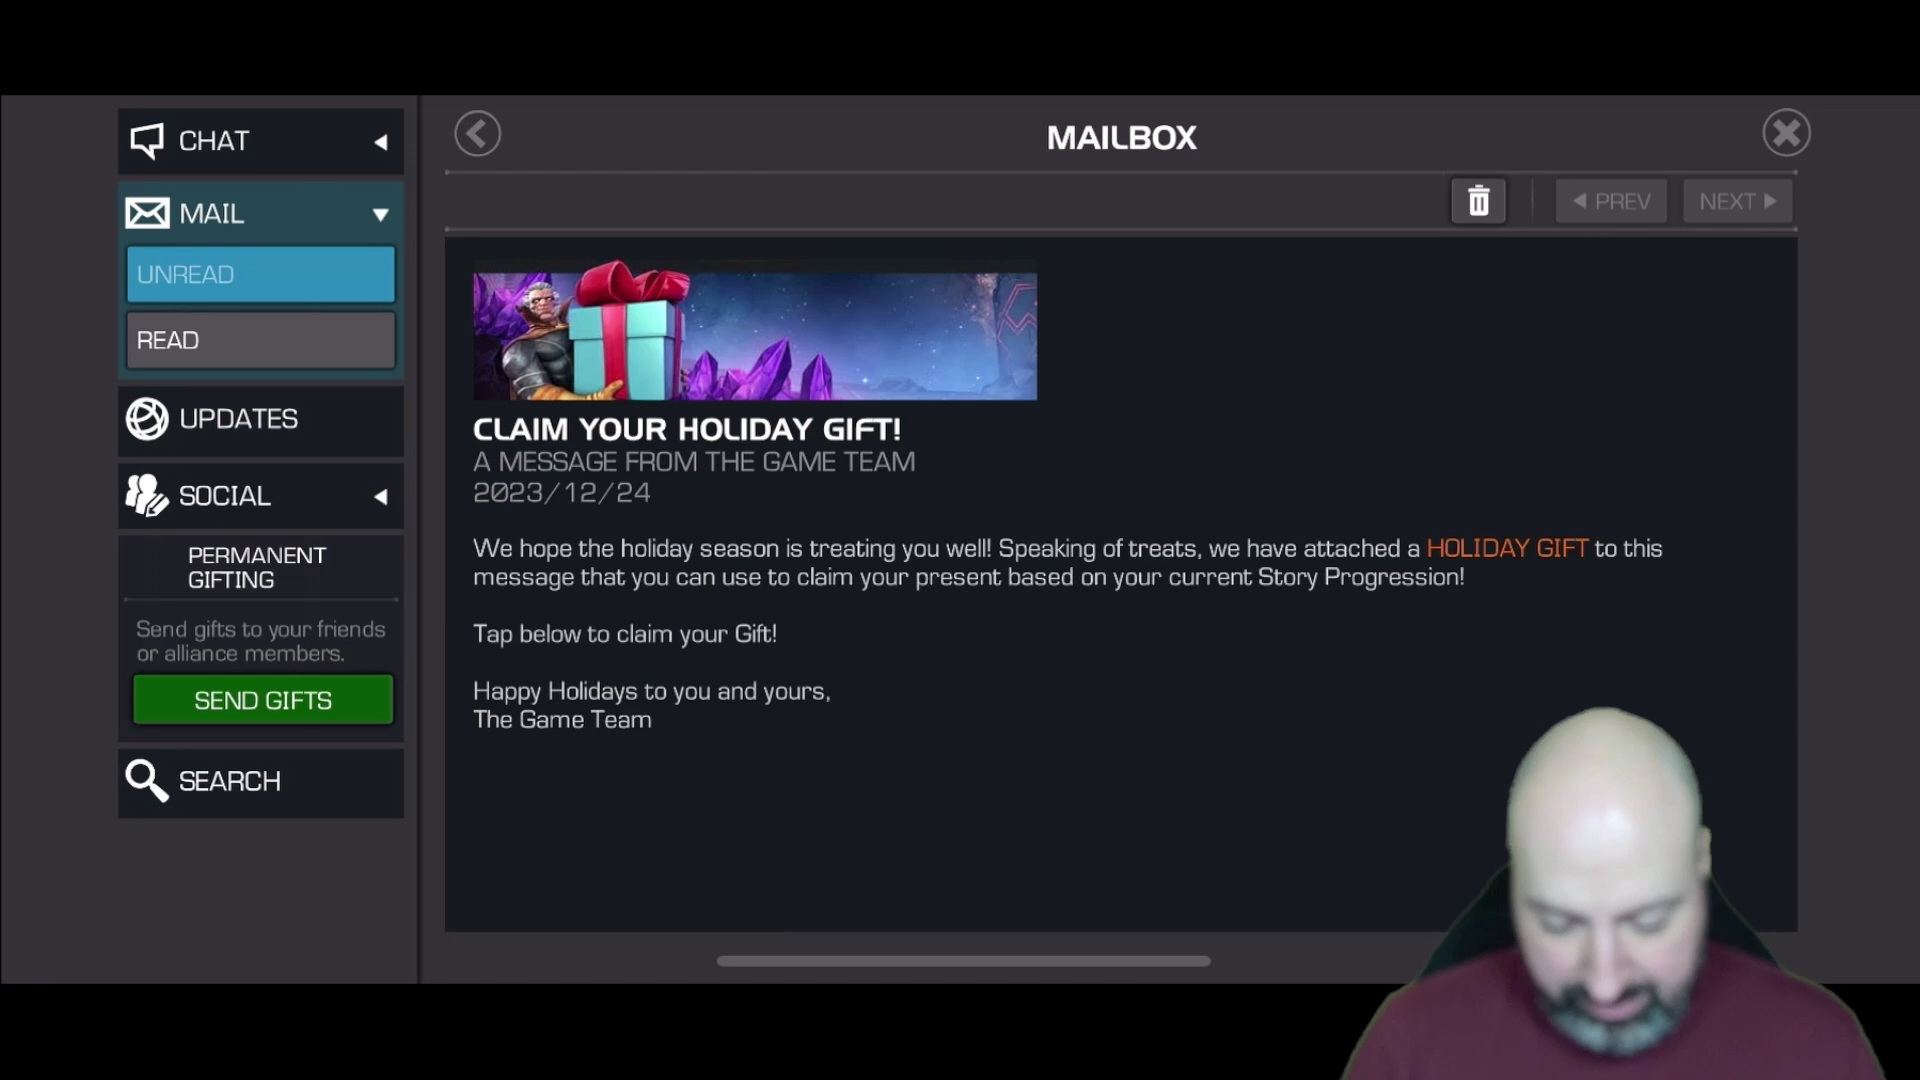 CHAT
MAIL
UNREAD
READ
UPDATES
SOCIAL
PERMANENT
GIFTING
Send gifts to your friends
or alliance members.
SEND GIFTS
SEARCH
MAILBOX
PREV
NEXT
CLAIM YOUR HOLIDAY GIFT!
A MESSAGE FROM THE GAME TEAM
2023/12/24
We hope the holiday season is treating you well! Speaking of treats, we have attached a HOLIDAY GIFT to this
message that you can use to claim your present based on your current Story Progression!
Tap below to claim your Gift!
Happy Holidays to you and yours,
The Game Team